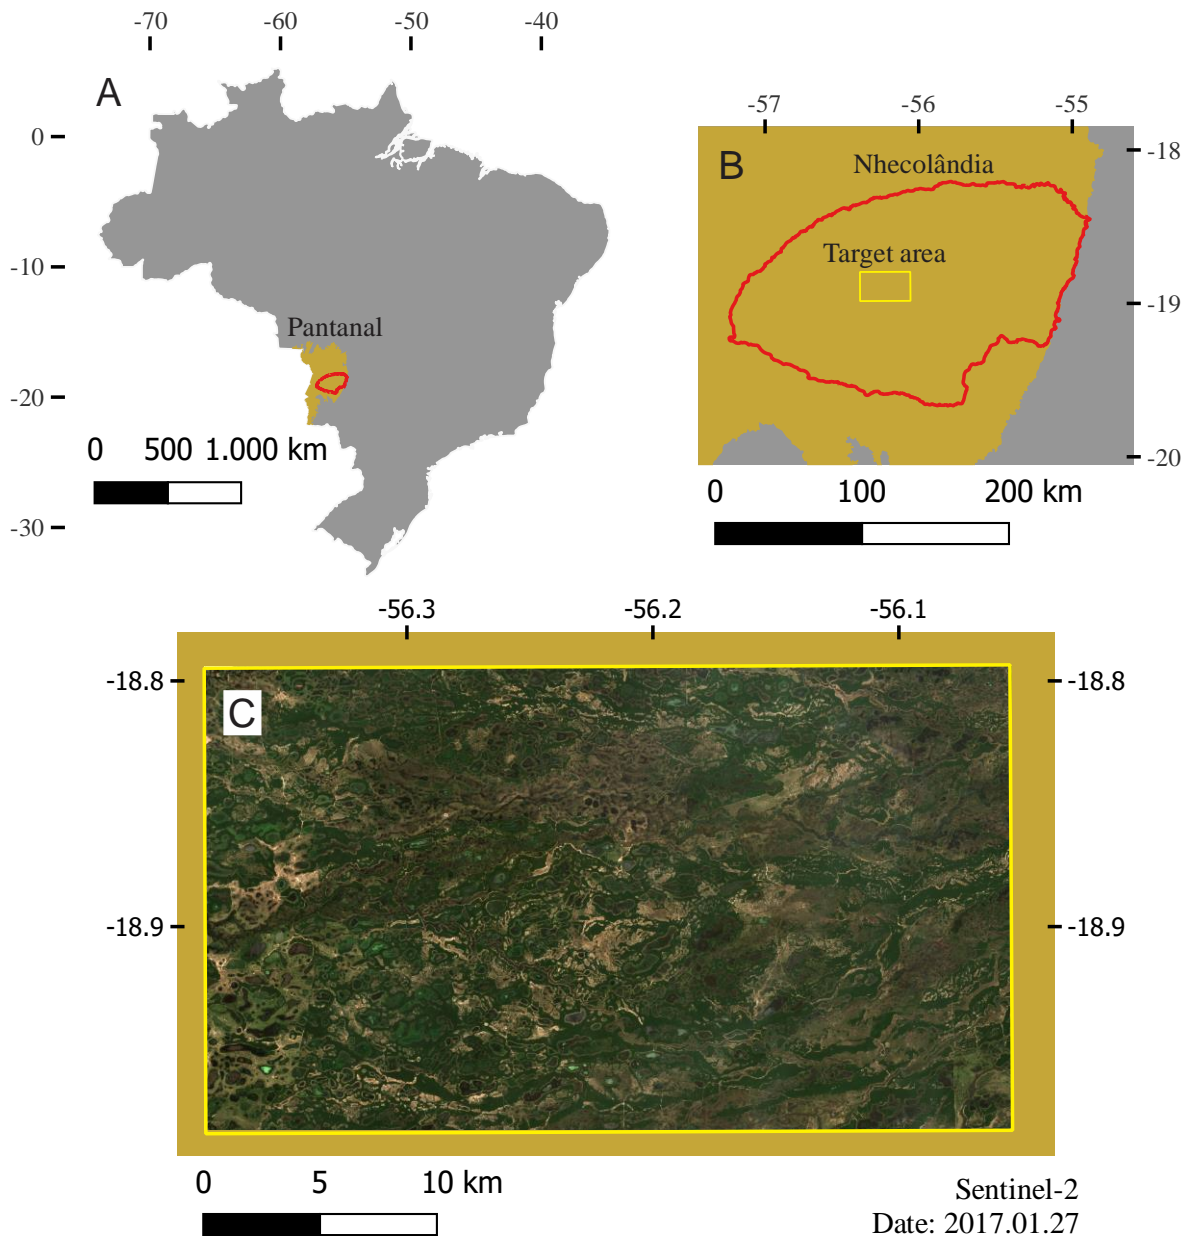 -70 -60 -50 -40
A
0
-10
-20
-30
Pantanal
0 500 1.000 km
-57 -56 -55
B
Nhecolândia
Target area
-18
-19
-20
0 100 200 km
-56.3 -56.2 -56.1
-18.8 -18.8
C
-18.9 -18.9
0 5 10 km
Sentinel-2
Date: 2017.01.27